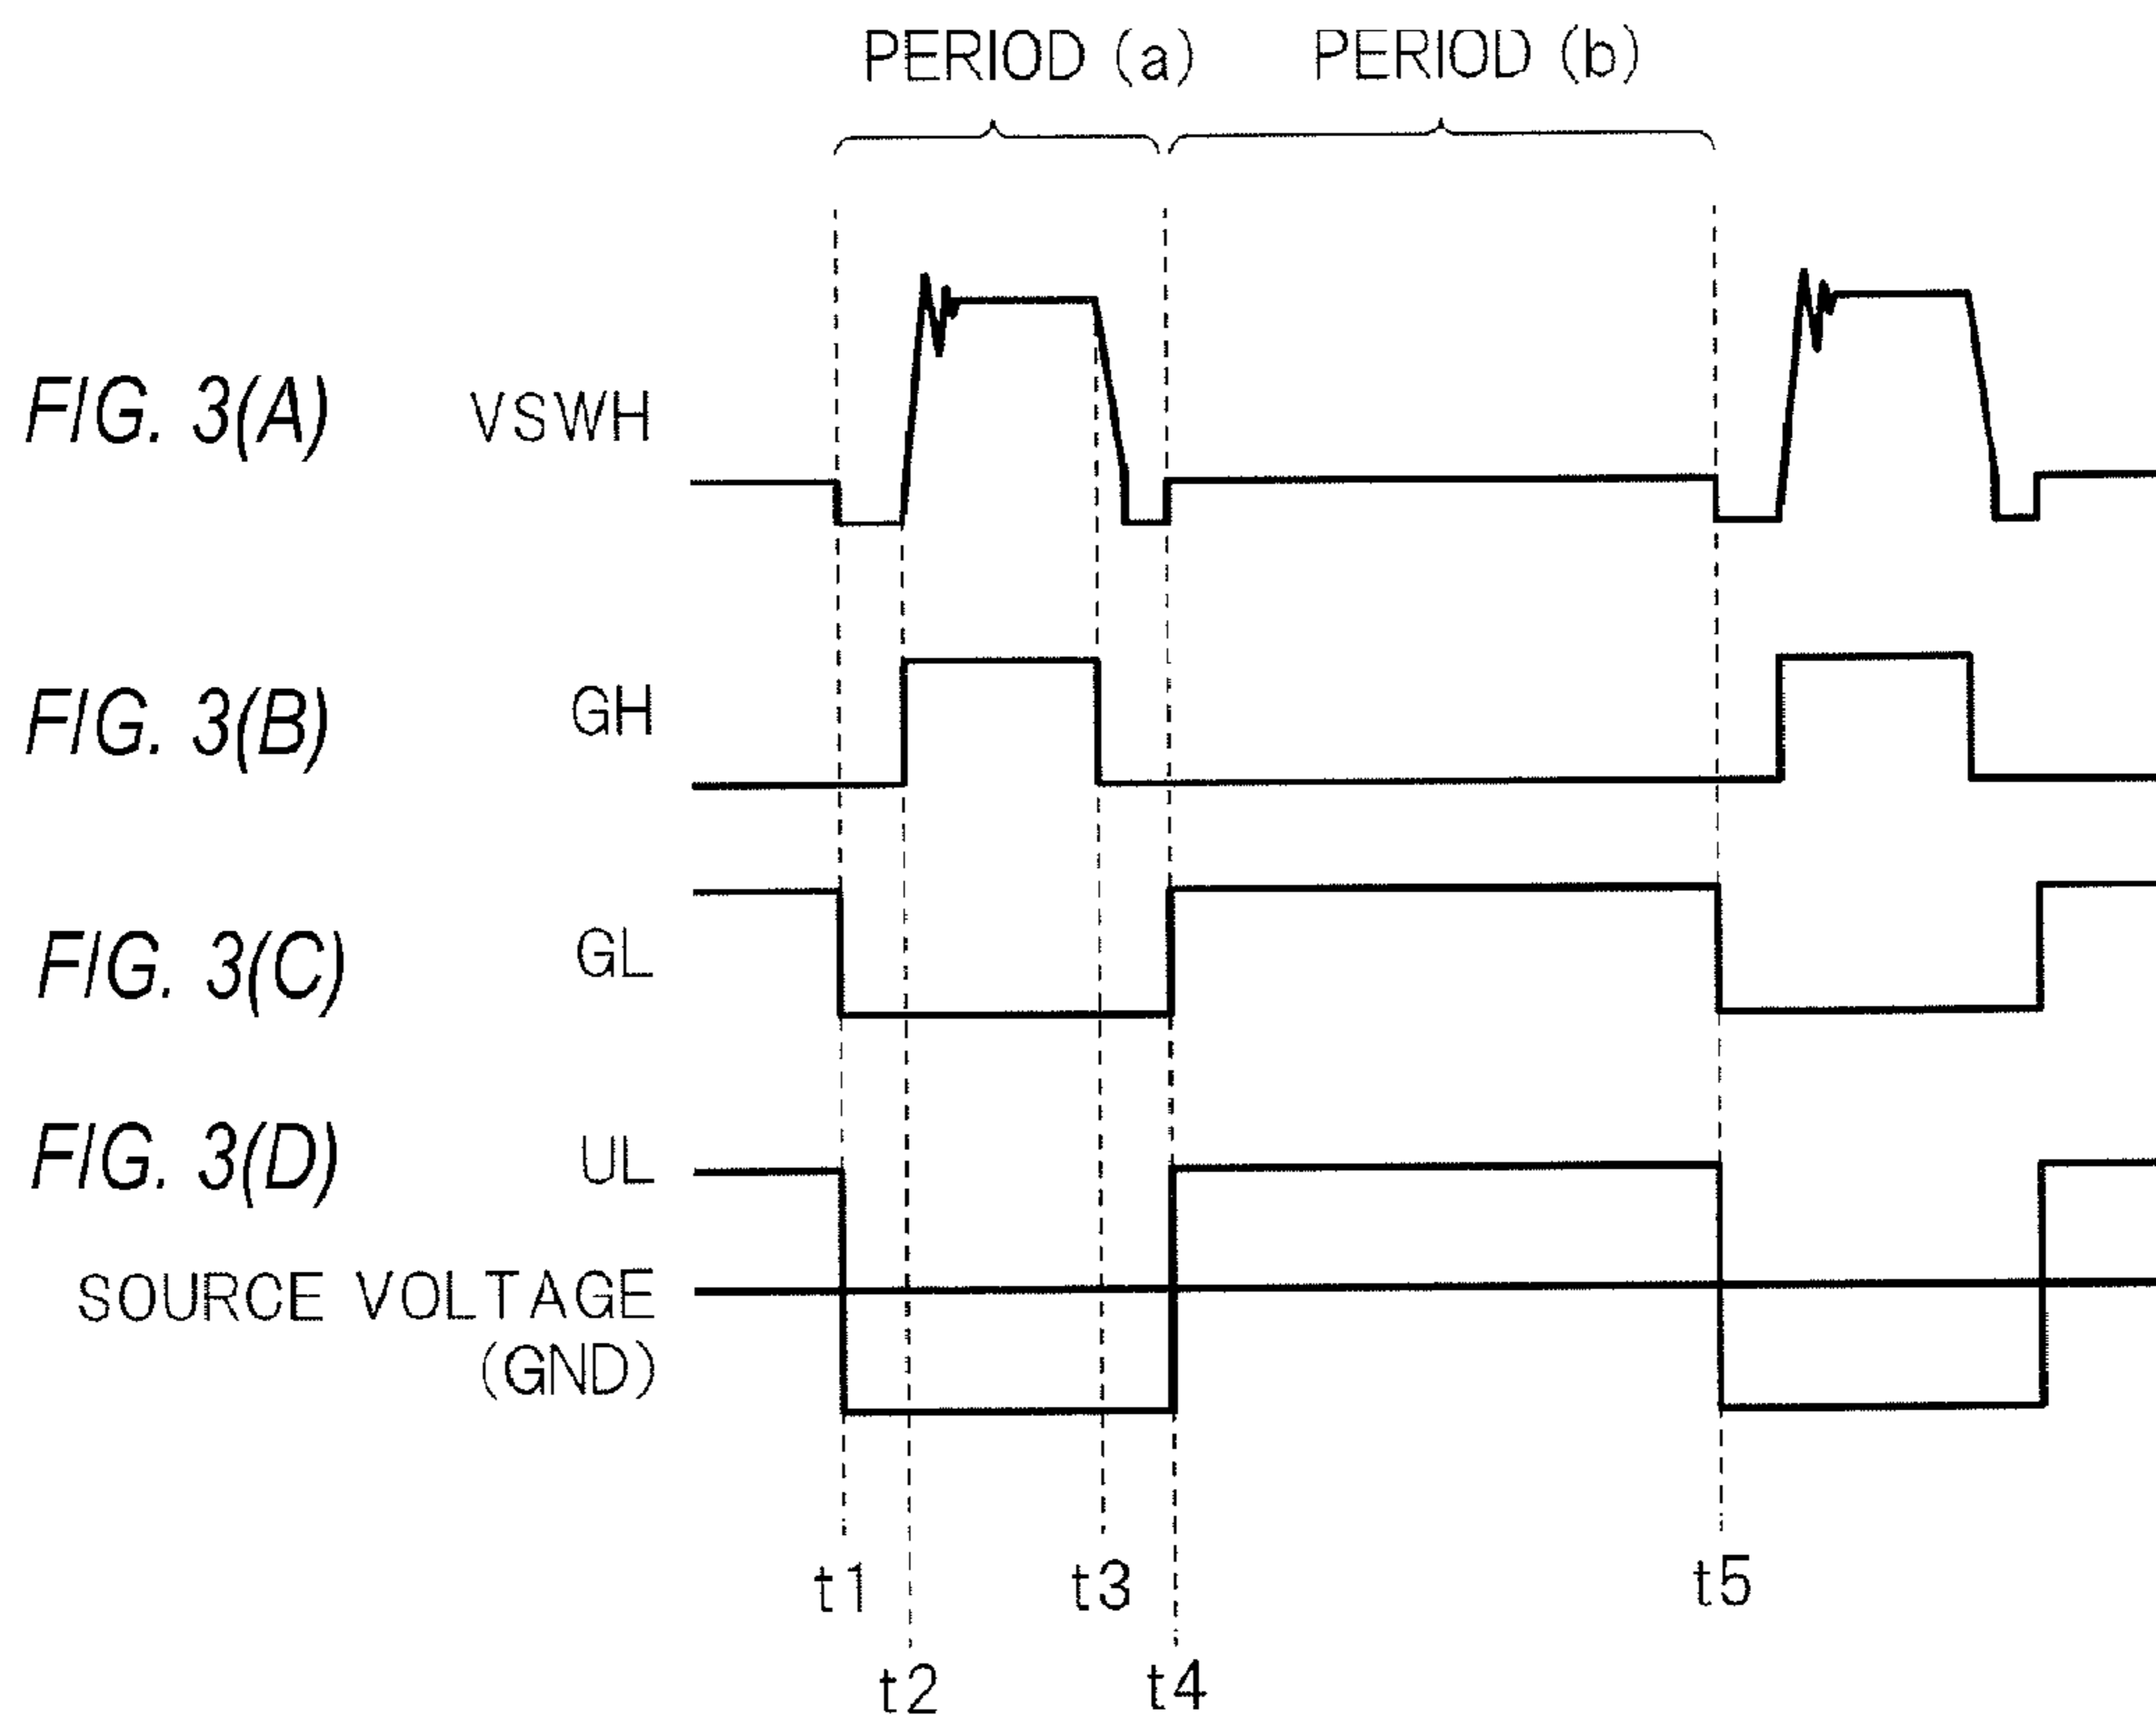 PERIOD (a) PERIOD (b)
FIG. 3(A) VSWH
FIG. 3(B) GH
FIG. 3(C) GL
FIG. 3(D) UL
SOURCE VOLTAGE
(GND)
t1 t3 t5
t2 t4